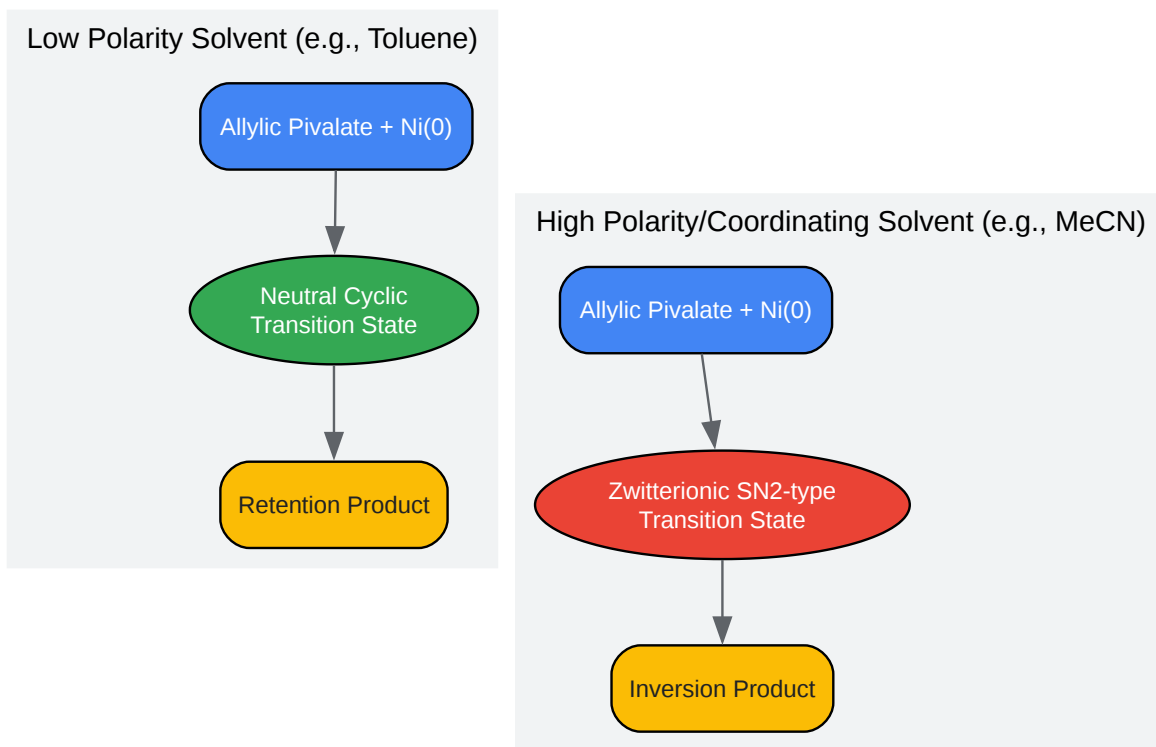 Low Polarity Solvent (e.g., Toluene)
Allylic Pivalate + Ni(0)
Neutral Cyclic
Transition State
Retention Product
High Polarity/Coordinating Solvent (e.g., MeCN)
Allylic Pivalate + Ni(0)
Zwitterionic SN2-type
Transition State
Inversion Product